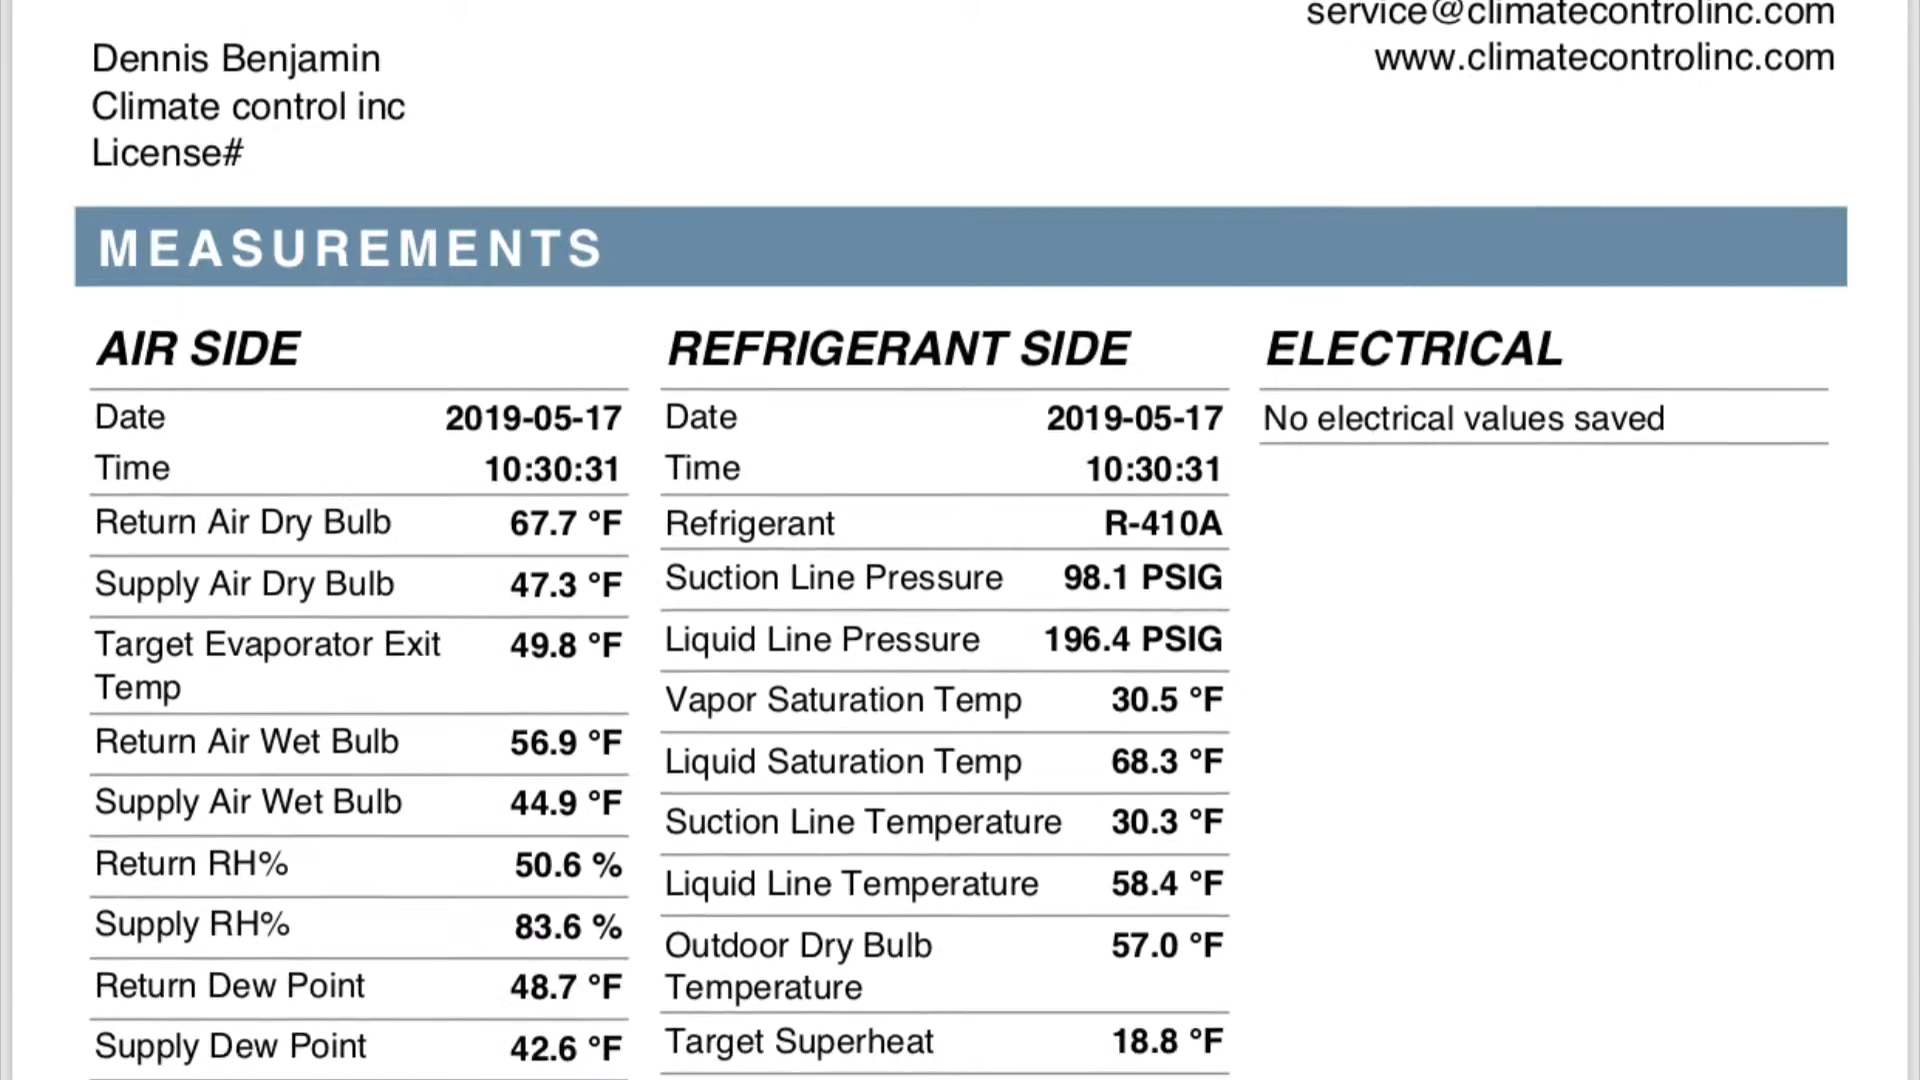 service@climatecontrolinc.com
Dennis Benjamin
www.climatecontrolinc.com
Climate control inc
License#
MEASUREMENTS
AIR SIDE
Date 2019-05-17
Time 10:30:31
Return Air Dry Bulb 67.7 °F
Supply Air Dry Bulb 47.3 °F
Target Evaporator Exit 49.8 °F
Temp
Return Air Wet Bulb 56.9 °F
Supply Air Wet Bulb 44.9 °F
Return RH% 50.6 %
Supply RH% 83.6 %
Return Dew Point 48.7 °F
Supply Dew Point 42.6 °F
REFRIGERANT SIDE
Date 2019-05-17
Time 10:30:31
Refrigerant R-410A
Suction Line Pressure 98.1 PSIG
Liquid Line Pressure 196.4 PSIG
Vapor Saturation Temp 30.5 °F
Liquid Saturation Temp 68.3 °F
Suction Line Temperature 30.3 °F
Liquid Line Temperature 58.4 °F
Outdoor Dry Bulb 57.0 °F
Temperature
Target Superheat 18.8 °F
ELECTRICAL
No electrical values saved